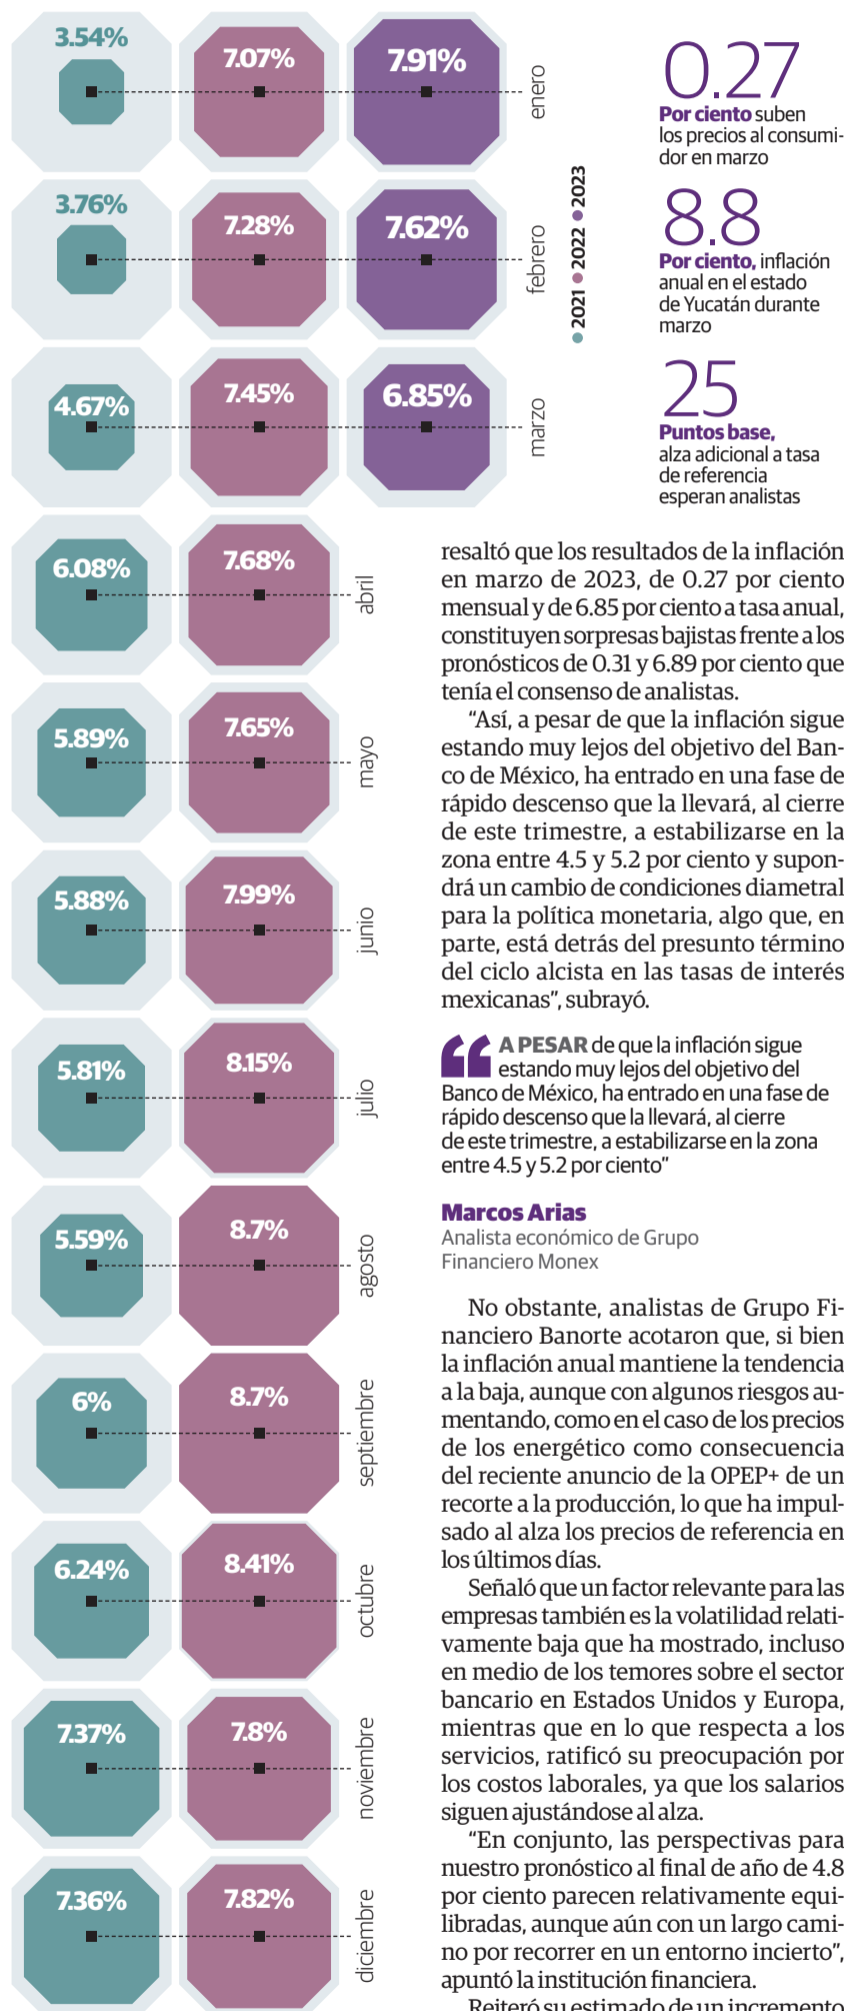 3.54%
7.07%
7.91%
enero
3.76%
7.28%
7.62%
febrero
4.67%
7.45%
6.85%
marzo
2021 2022 2023
6.08%
7.68%
abril
5.89%
7.65%
mayo
5.88%
7.99%
junio
5.81%
8.15%
julio
5.59%
8.7%
agosto
6%
8.7%
septiembre
6.24%
8.41%
octubre
7.37%
7.8%
noviembre
7.36%
7.82%
diciembre
0.27
Por ciento suben
los precios al consumi-
dor en marzo
8.8
Por ciento, inflación
anual en el estado
de Yucatán durante
marzo
25
Puntos base,
alza adicional a tasa
de referencia
esperan analistas
resaltó que los resultados de la inflación
en marzo de 2023, de 0.27 por ciento
mensual y de 6.85 por ciento a tasa anual,
constituyen sorpresas bajistas frente a los
pronósticos de 0.31 y 6.89 por ciento que
tenía el consenso de analistas.
“Así, a pesar de que la inflación sigue
estando muy lejos del objetivo del Ban-
co de México, ha entrado en una fase de
rápido descenso que la llevará, al cierre
de este trimestre, a estabilizarse en la
zona entre 4.5 y 5.2 por ciento y supon-
drá un cambio de condiciones diametral
para la política monetaria, algo que, en
parte, está detrás del presunto término
del ciclo alcista en las tasas de interés
mexicanas”, subrayó.
“A PESAR de que la inflación sigue
estando muy lejos del objetivo del
Banco de México, ha entrado en una fase de
rápido descenso que la llevará, al cierre
de este trimestre, a estabilizarse en la zona
entre 4.5 y 5.2 por ciento”
Marcos Arias
Analista económico de Grupo
Financiero Monex
No obstante, analistas de Grupo Fi-
nanciero Banorte acotaron que, si bien
la inflación anual mantiene la tendencia
a la baja, aunque con algunos riesgos au-
mentando, como en el caso de los precios
de los energético como consecuencia
del reciente anuncio de la OPEP+ de un
recorte a la producción, lo que ha impul-
sado al alza los precios de referencia en
los últimos días.
Señaló que un factor relevante para las
empresas también es la volatilidad relati-
vamente baja que ha mostrado, incluso
en medio de los temores sobre el sector
bancario en Estados Unidos y Europa,
mientras que en lo que respecta a los
servicios, ratificó su preocupación por
los costos laborales, ya que los salarios
siguen ajustándose al alza.
“En conjunto, las perspectivas para
nuestro pronóstico al final de año de 4.8
por ciento parecen relativamente equi-
libradas, aunque aún con un largo cami-
no por recorrer en un entorno incierto”,
apuntó la institución financiera.
Reiteró su estimado de un incremento